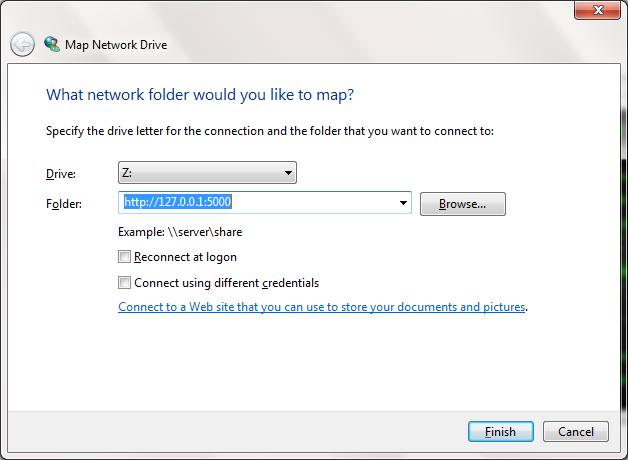 Map Network Drive
What network folder would you like to map?
Specify the drive letter for the connection and the folder that you want to connect to:
Drive: Z:
Folder: http://127.0.0.1:5000 Browse...
Example: \\server\share
Reconnect at logon
Connect using different credentials
Connect to a Web site that you can use to store your documents and pictures.
Finish Cancel